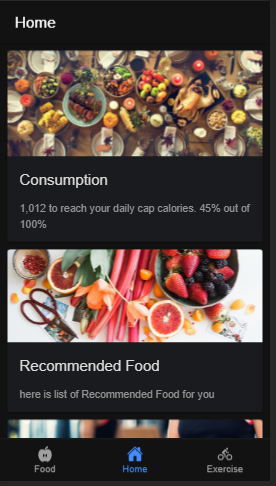 Home
Consumption
1,012 to reach your daily cap calories. 45% out of
100%
Recommended Food
here is list of Recommended Food for you
Food
Home
Exercise